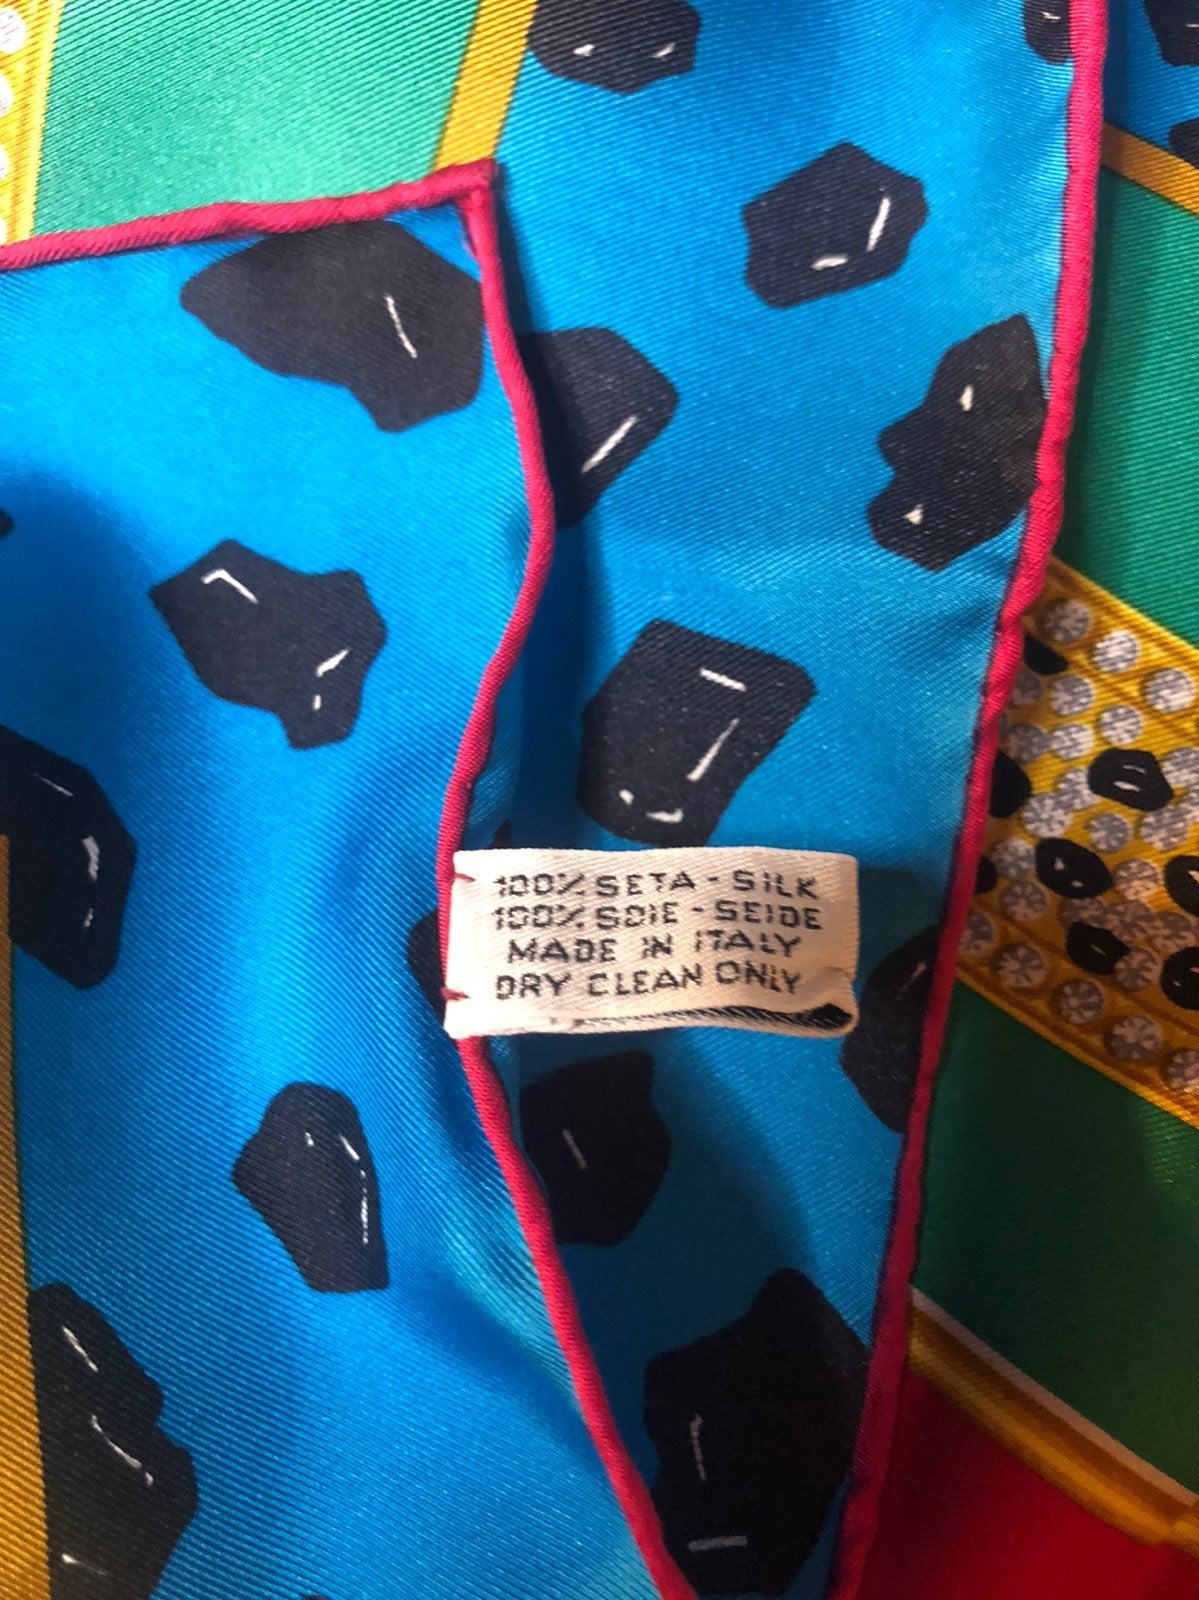 100% SETA - SILK
100% SOIE - SEIDE
MADE IN ITALY
DRY CLEAN ONLY